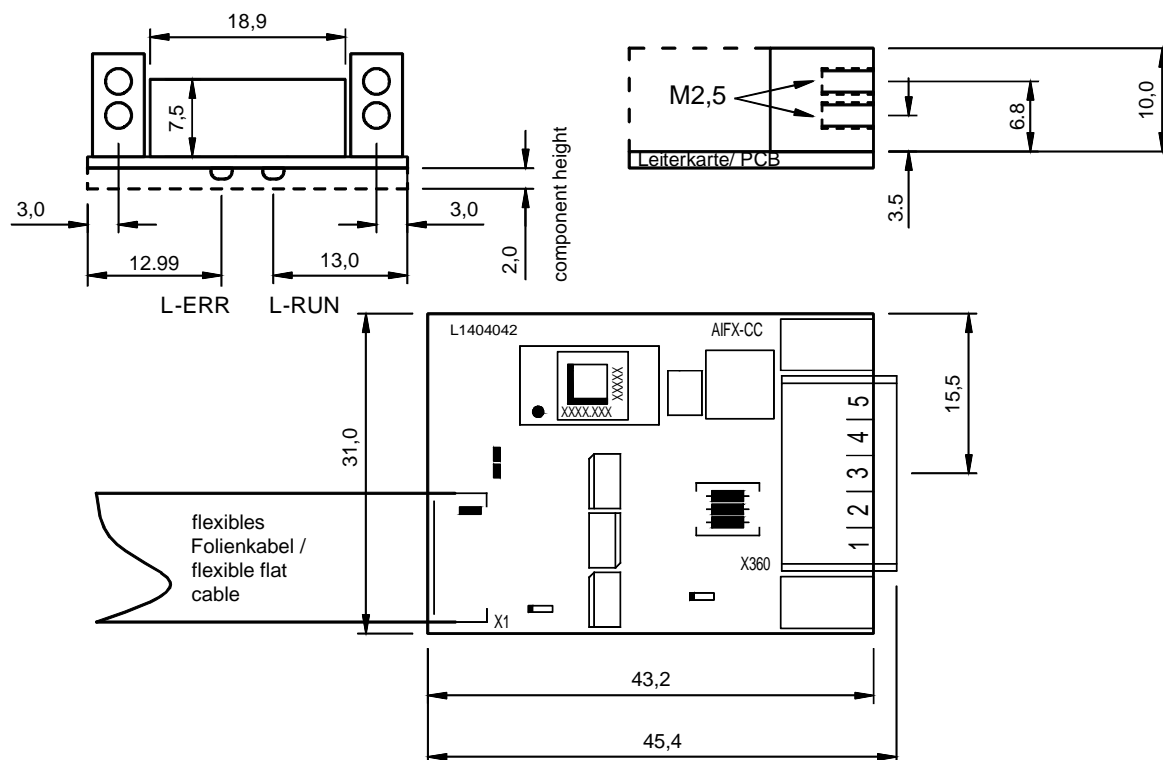 18,9
7,5
3,0
12.99
13,0
3,0
2,0
component height
L-ERR
L-RUN
M2,5
Leiterkarte/ PCB
3.5
6.8
10,0
L1404042
AIFX-CC
XXXXX
XXXX.XXX
31,0
15,5
5
4
3
2
1
X360
X1
flexibles
Folienkabel /
flexible flat
cable
43,2
45,4